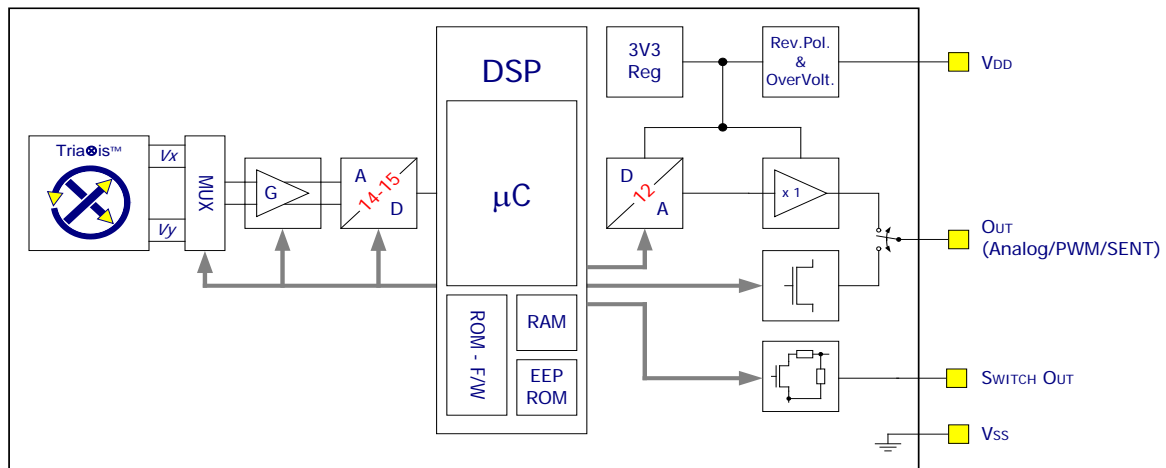 Tria⊗is™
Vx
Vy
MUX
G
A
14-15
D
DSP
μC
ROM - F/W
RAM
EEP
ROM
3V3
Reg
Rev.Pol.
&
OverVolt.
D
12
A
x 1
VDD
OUT
(Analog/PWM/SENT)
SWITCH OUT
VSS